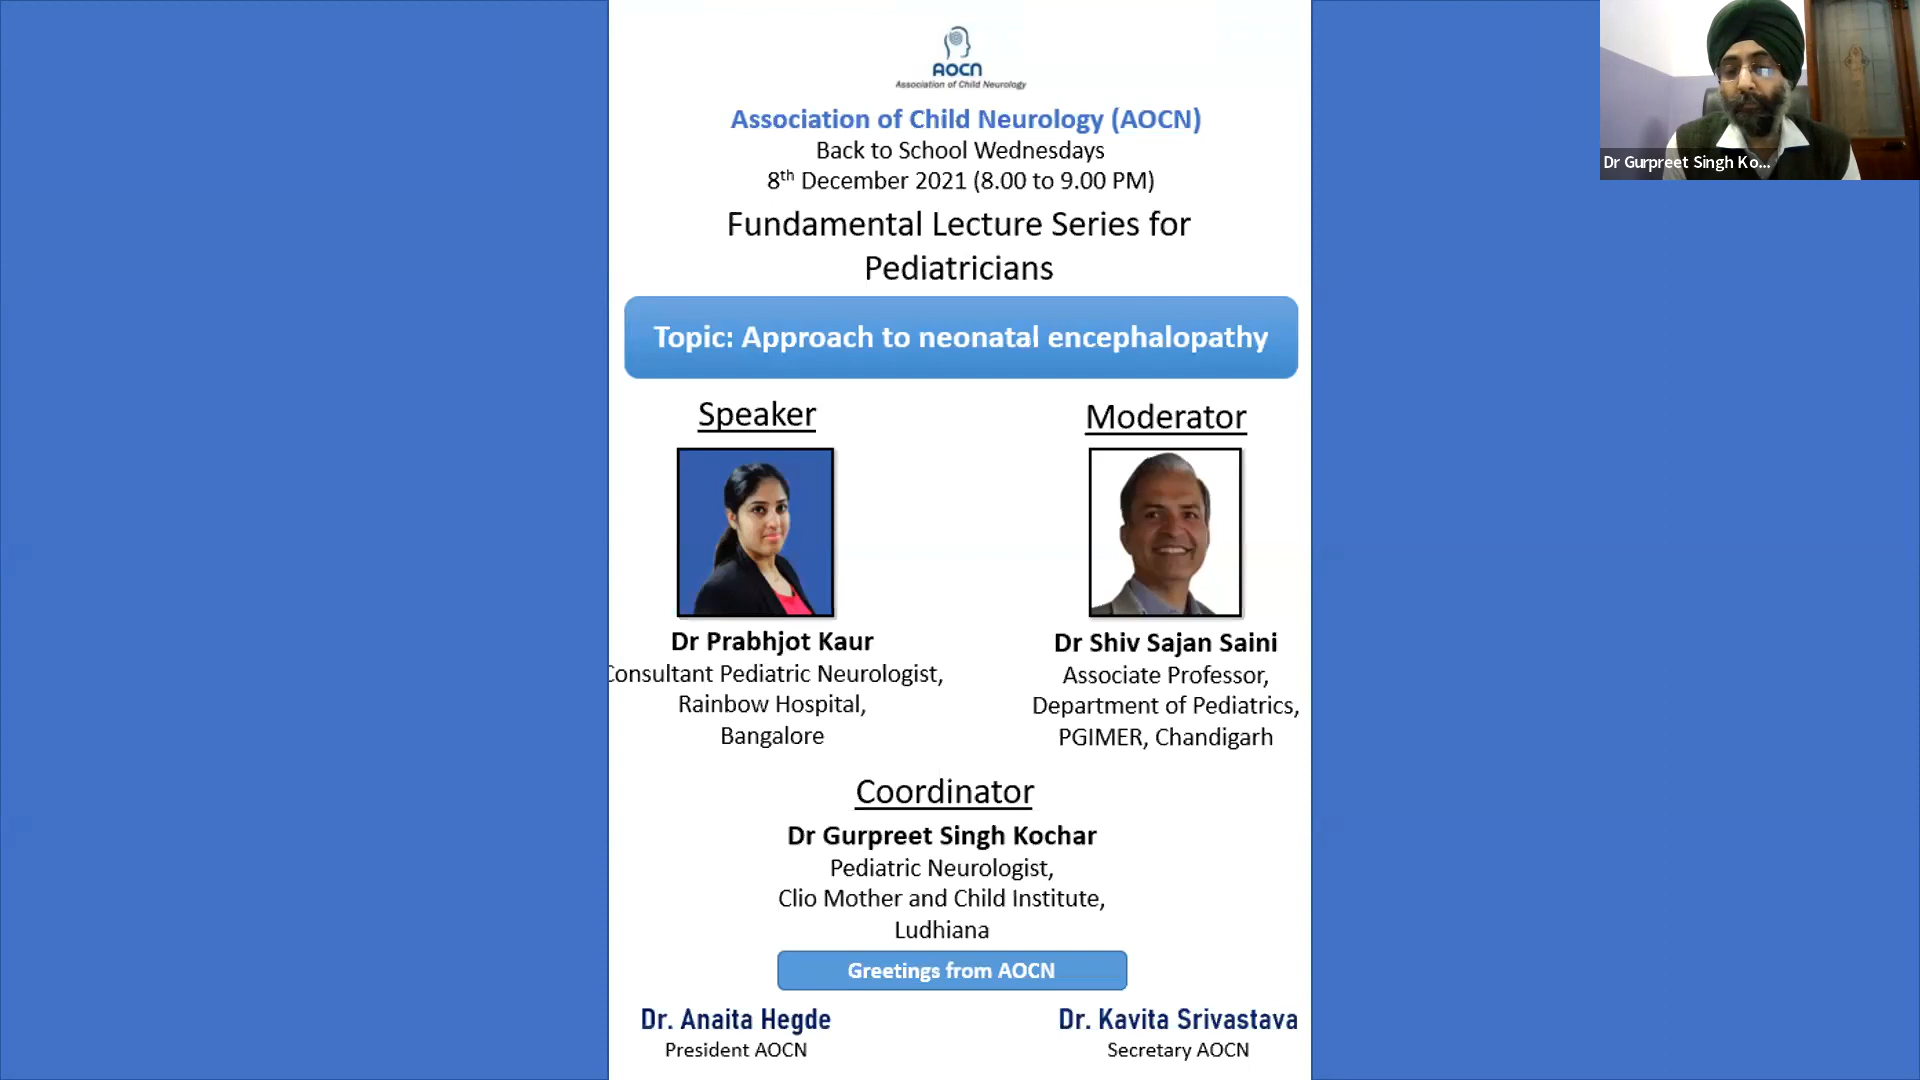 AOCN
Association of Child Neurology
Association of Child Neurology (AOCN)
Back to School Wednesdays
8th December 2021 (8.00 to 9.00 PM)
Fundamental Lecture Series for
Pediatricians
Topic: Approach to neonatal encephalopathy
Speaker
Dr Prabhjot Kaur
Consultant Pediatric Neurologist,
Rainbow Hospital,
Bangalore
Moderator
Dr Shiv Sajan Saini
Associate Professor,
Department of Pediatrics,
PGIMER, Chandigarh
Coordinator
Dr Gurpreet Singh Kochar
Pediatric Neurologist,
Clio Mother and Child Institute,
Ludhiana
Greetings from AOCN
Dr. Anaita Hegde
President AOCN
Dr. Kavita Srivastava
Secretary AOCN
Dr Gurpreet Singh Ko...